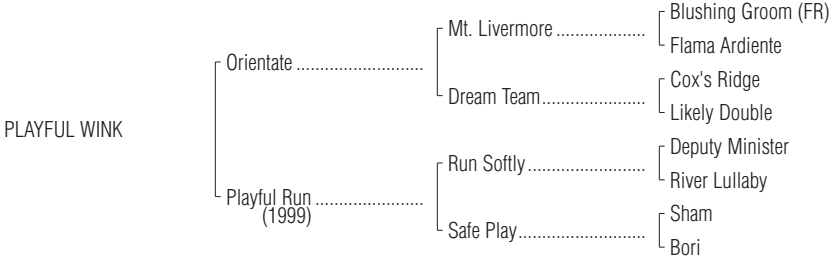 Blushing Groom (FR)
Mt. Livermore ....................
Flama Ardiente
Orientate ...........................
Cox's Ridge
Dream Team.......................
Likely Double
PLAYFUL WINK
Deputy Minister
Run Softly..........................
River Lullaby
Playful Run ........................
(1999)
Sham
Safe Play............................
Bori